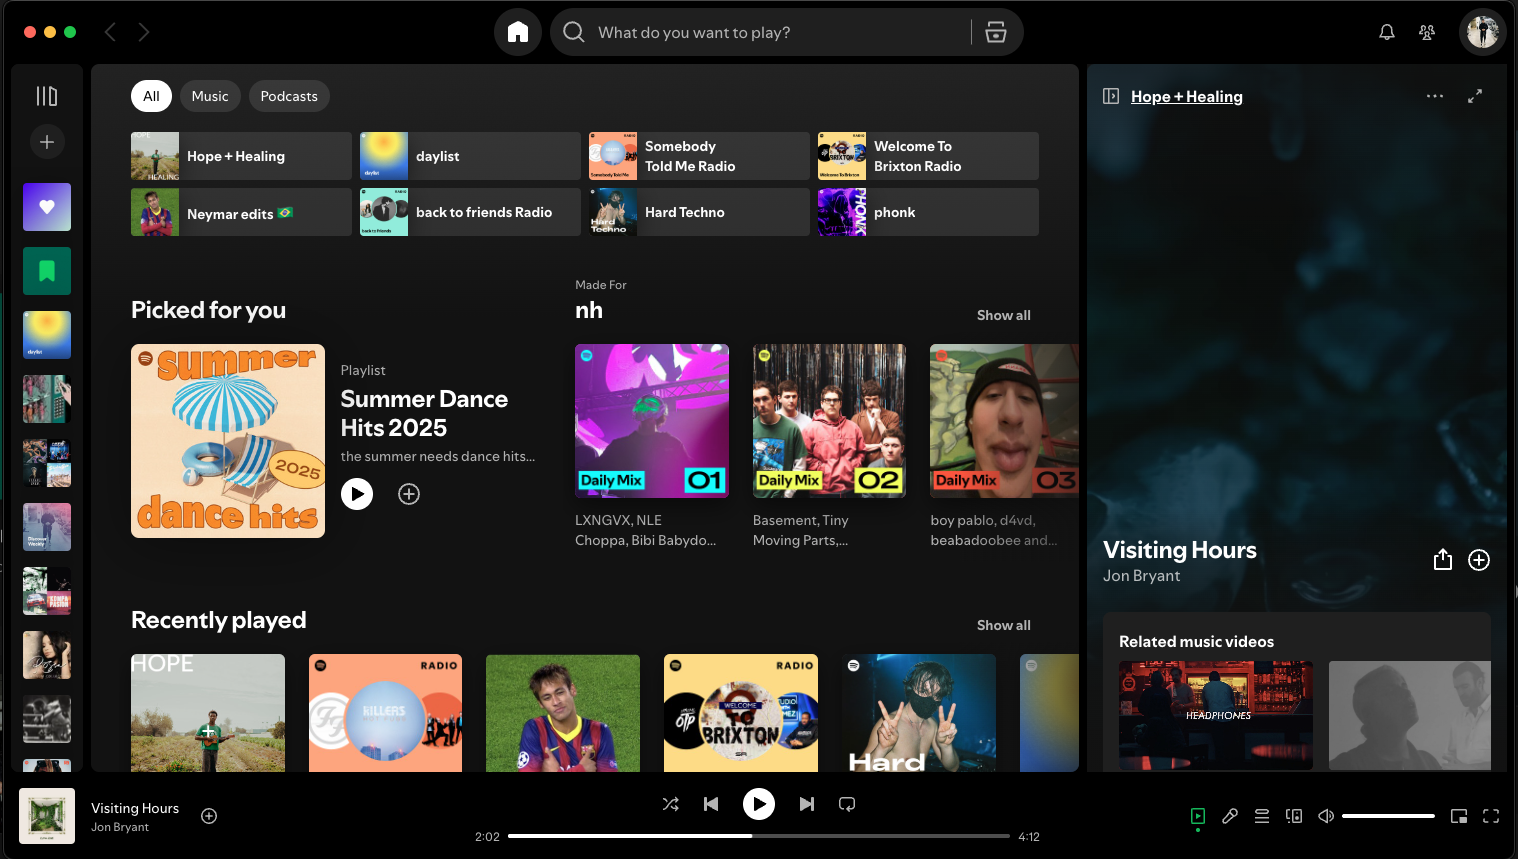 What do you want to play?
All
Music
Podcasts
Hope + Healing
daylist
Somebody
Told Me Radio
Welcome To
Brixton Radio
Neymar edits 🇧🇷
back to friends Radio
Hard Techno
phonk
Picked for you
Made For
nh
Show all
summer
2025
dance hits
Playlist
Summer Dance
Hits 2025
the summer needs dance hits...
Daily Mix 01
Daily Mix 02
Daily Mix 03
LXNGVX, NLE
Choppa, Bibi Babydo...
Basement, Tiny
Moving Parts,...
boy pablo, d4vd,
beabadoobee and...
Recently played
Show all
HOPE
RADIO
KILLERS
RADIO
OTP
WELCOME
BRIXTON
Hard
Hope + Healing
Visiting Hours
Jon Bryant
Related music videos
HEADPHONES
Visiting Hours
Jon Bryant
2:02
4:12